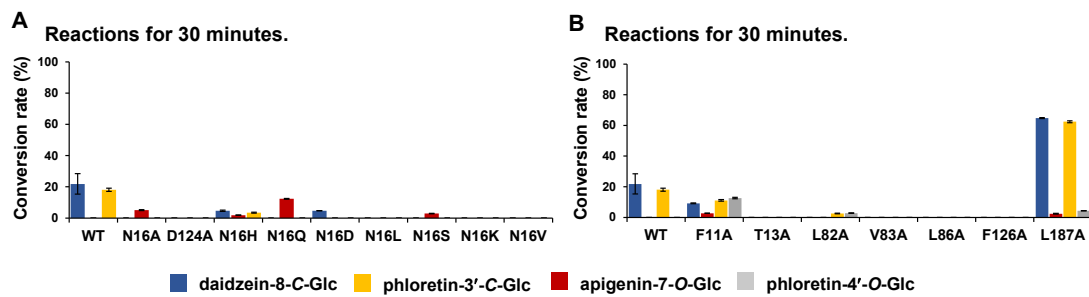 A
Reactions for 30 minutes.
Conversion rate (%)
100
80
60
40
20
0
WT N16A D124A N16H N16Q N16D N16L N16S N16K N16V
B
Reactions for 30 minutes.
Conversion rate (%)
100
80
60
40
20
0
WT F11A T13A L82A V83A L86A F126A L187A
daidzein-8-C-Glc phloretin-3′-C-Glc apigenin-7-O-Glc phloretin-4′-O-Glc